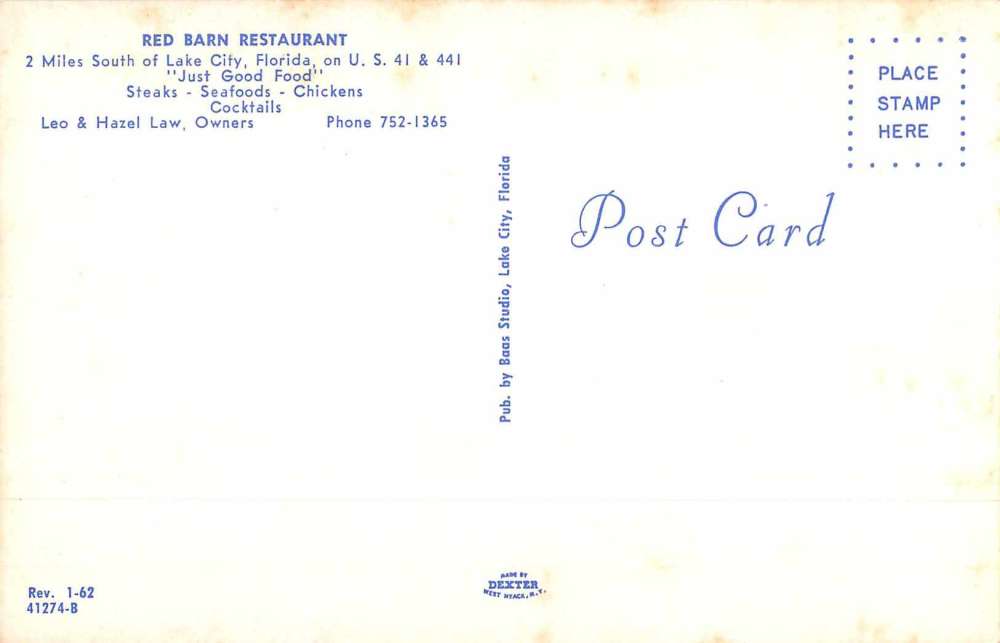 RED BARN RESTAURANT
2 Miles South of Lake City, Florida, on U. S. 41 & 441
"Just Good Food"
Steaks - Seafoods - Chickens
Cocktails
Leo & Hazel Law, Owners Phone 752-1365
PLACE
STAMP
HERE
Post Card
Pub. by Baas Studio, Lake City, Florida
Rev. 1-62
41274-B
MADE BY
DEXTER
WEST NYACK, N.Y.